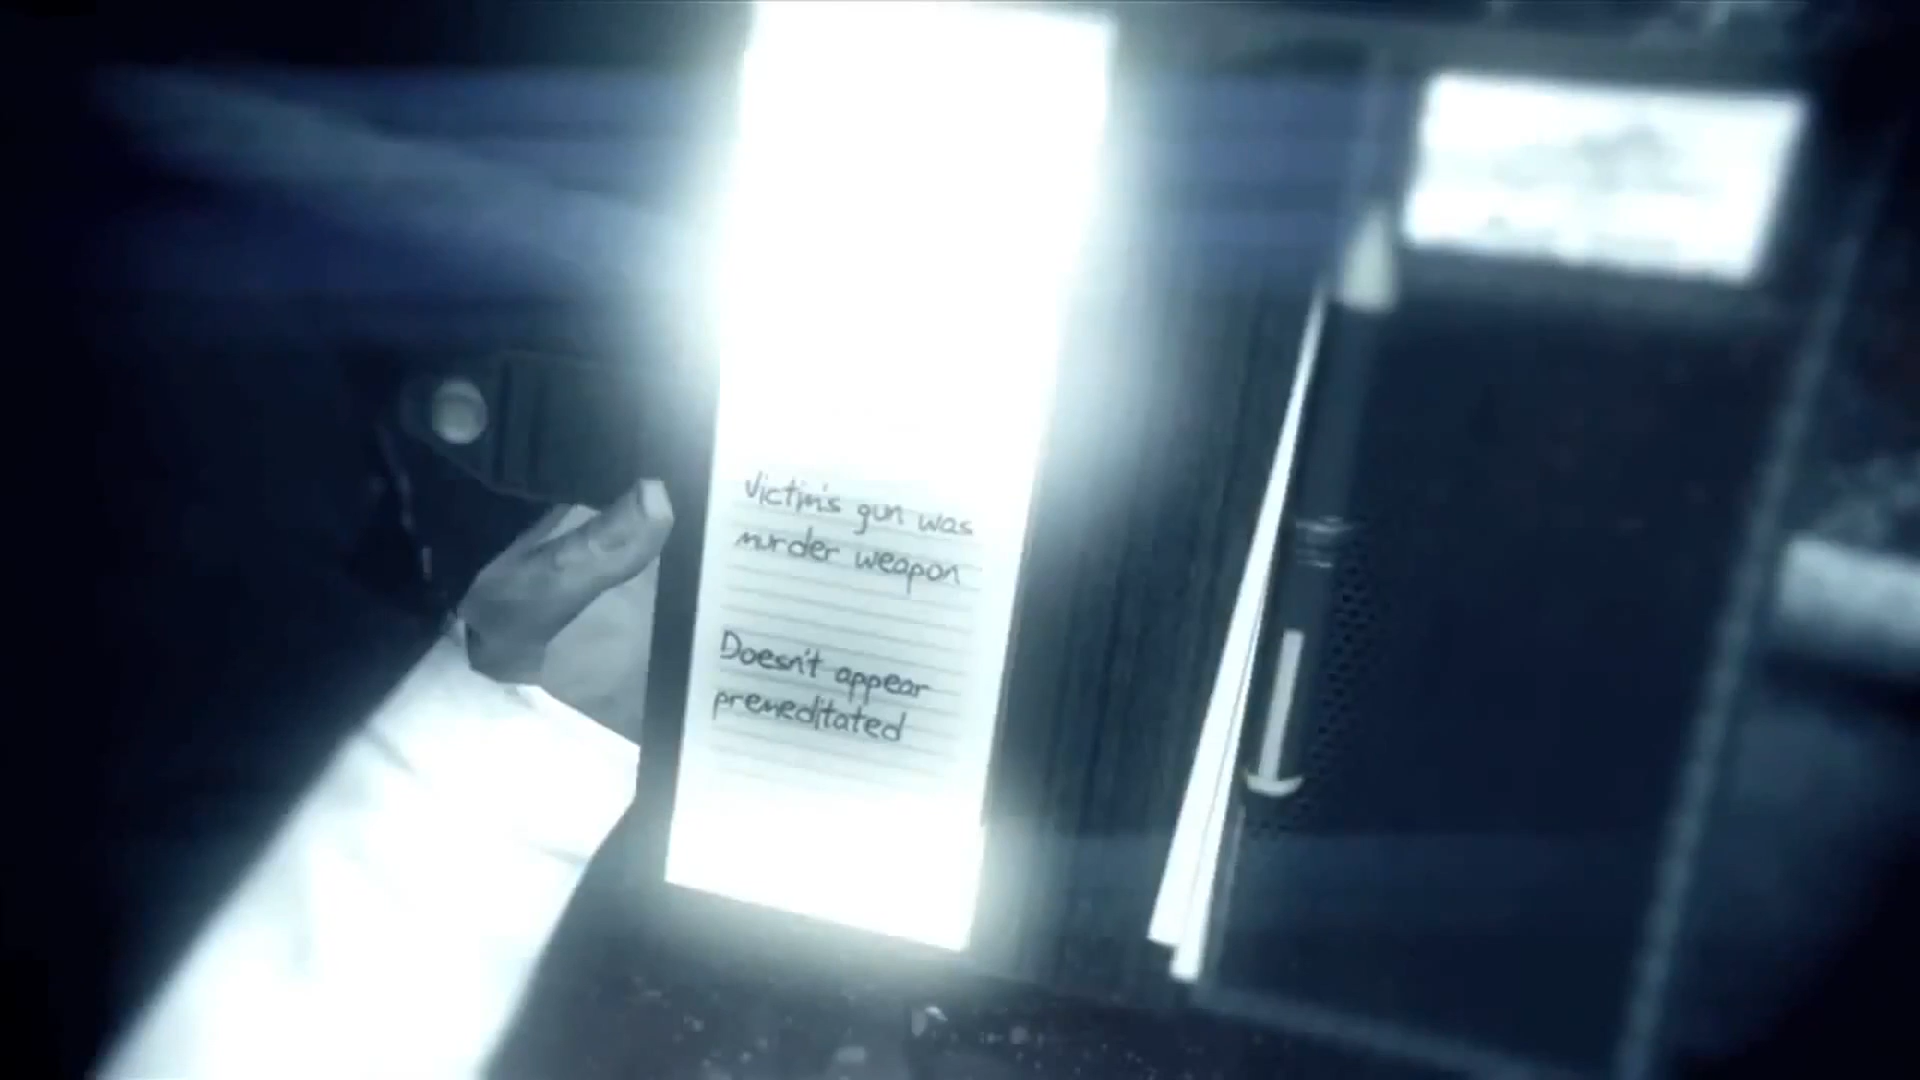 Victim's gun was
murder weapon
Doesn't appear
premeditated